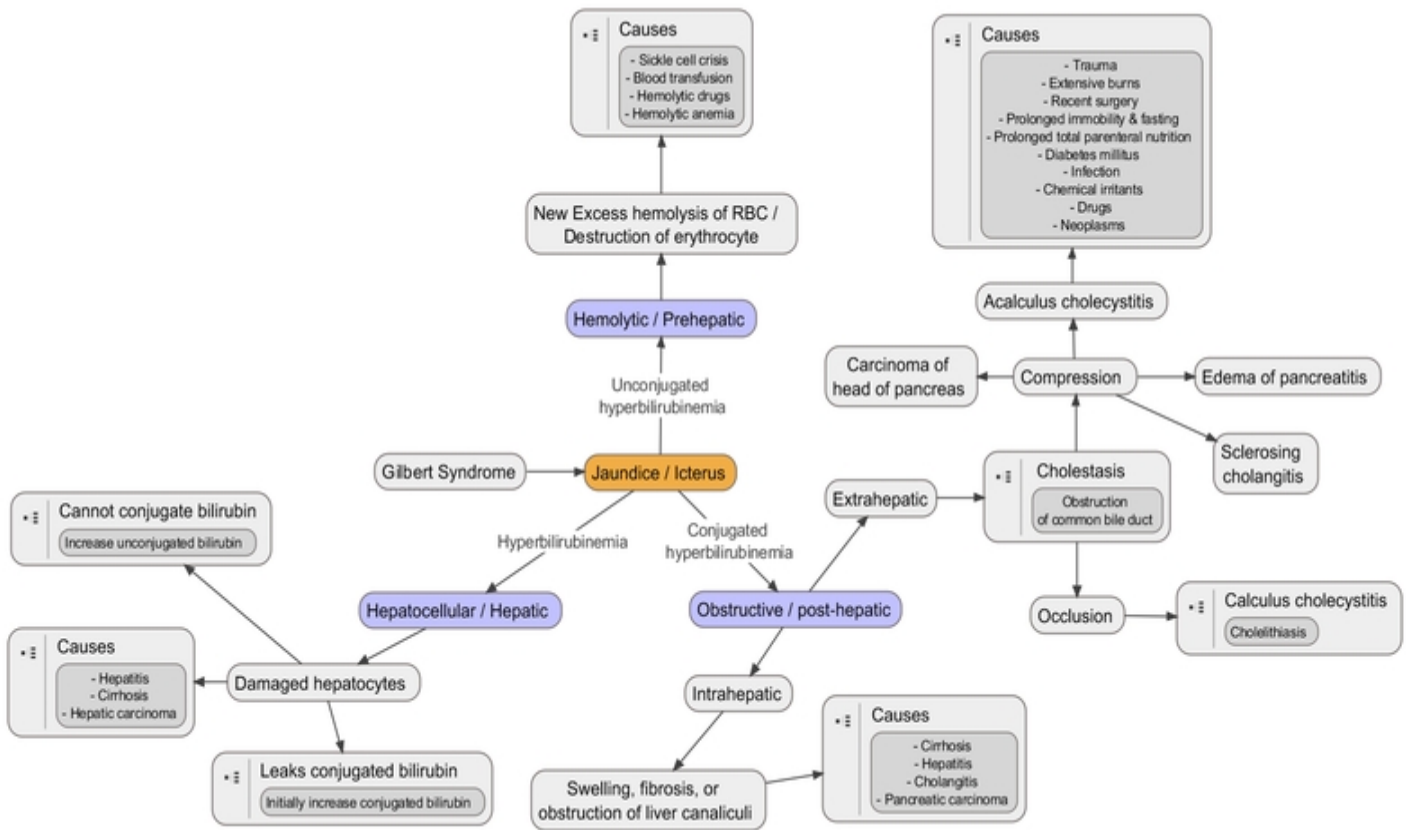 Causes
- Sickle cell crisis
- Blood transfusion
- Hemolytic drugs
- Hemolytic anemia
Causes
- Trauma
- Extensive burns
- Recent surgery
- Prolonged immobility & fasting
- Prolonged total parenteral nutrition
- Diabetes millitus
- Infection
- Chemical irritants
- Drugs
- Neoplasms
New Excess hemolysis of RBC /
Destruction of erythrocyte
Acalculus cholecystitis
Hemolytic / Prehepatic
Carcinoma of
head of pancreas
Compression
Edema of pancreatitis
Unconjugated
hyperbilirubinemia
Sclerosing
cholangitis
Gilbert Syndrome
Jaundice / Icterus
Extrahepatic
Cholestasis
Obstruction
of common bile duct
Cannot conjugate bilirubin
Increase unconjugated bilirubin
Hyperbilirubinemia
Conjugated
hyperbilirubinemia
Hepatocellular / Hepatic
Obstructive / post-hepatic
Occlusion
Calculus cholecystitis
Cholelithiasis
Causes
- Hepatitis
- Cirrhosis
- Hepatic carcinoma
Damaged hepatocytes
Intrahepatic
Leaks conjugated bilirubin
Initially increase conjugated bilirubin
Swelling, fibrosis, or
obstruction of liver canaliculi
Causes
- Cirrhosis
- Hepatitis
- Cholangitis
- Pancreatic carcinoma